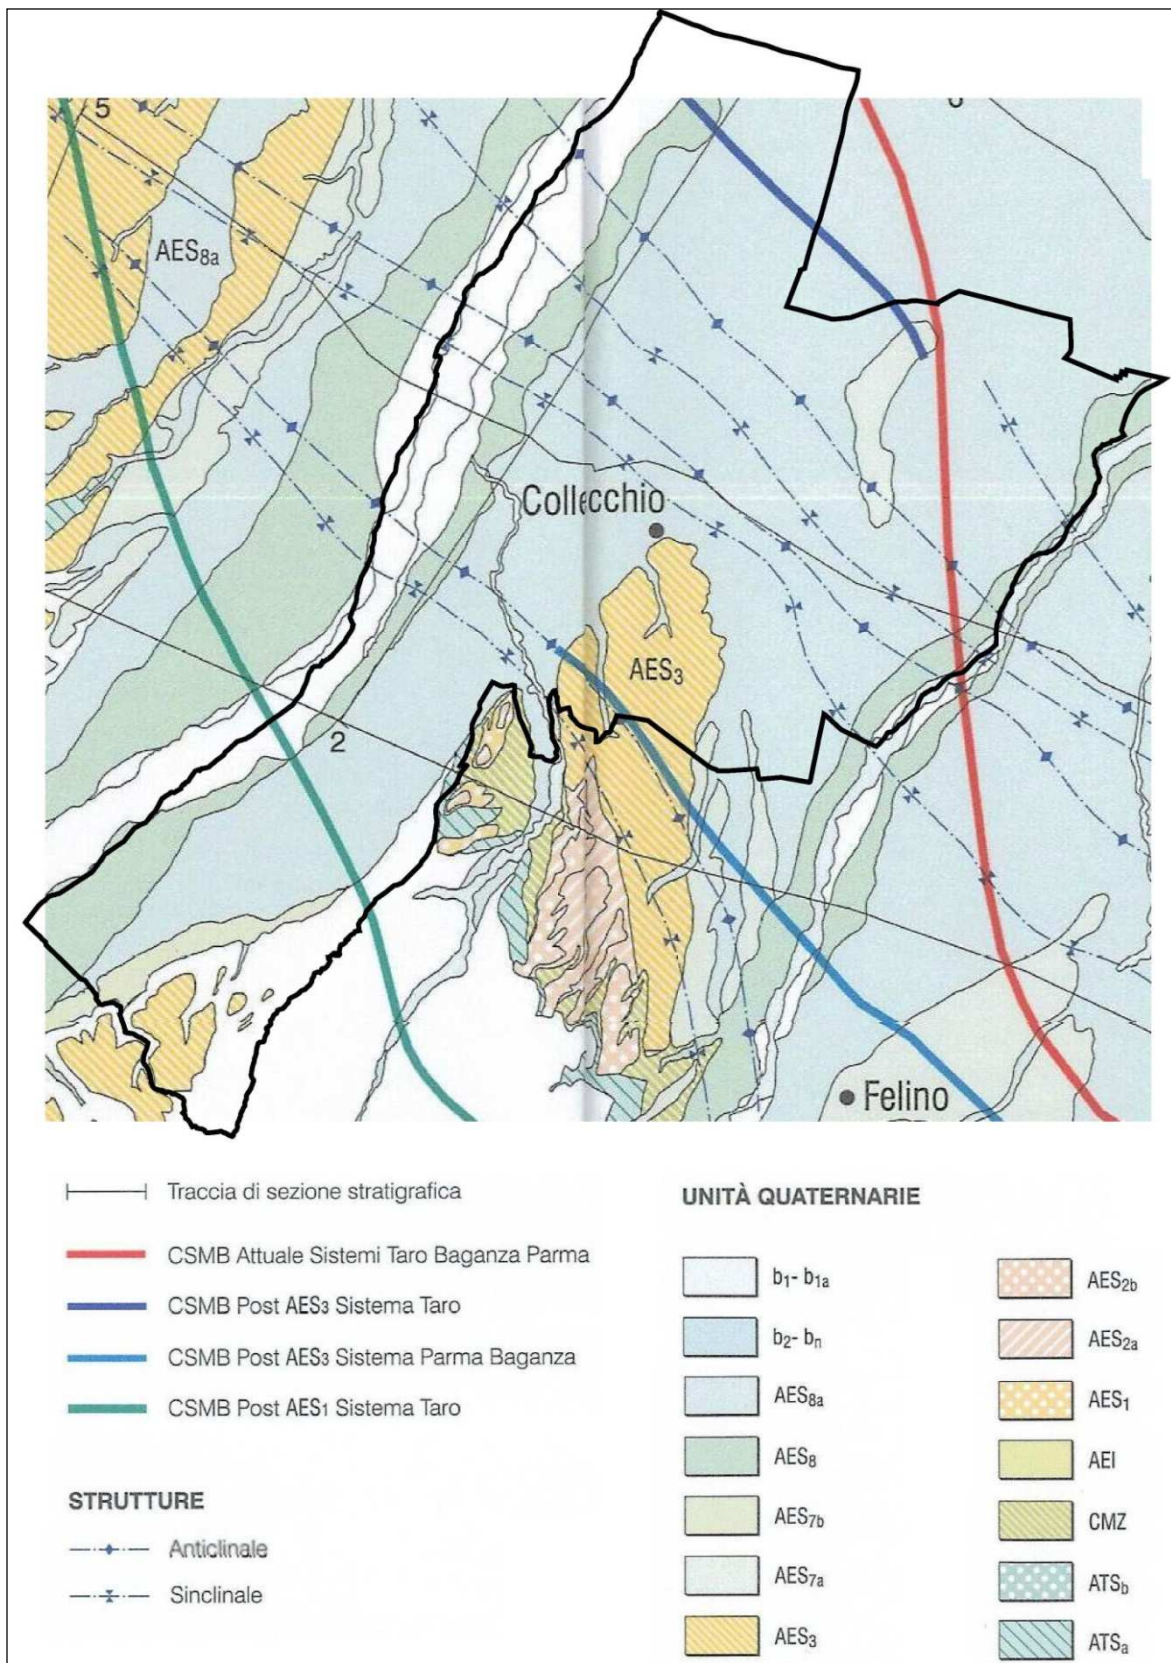 5
AES8a
Collecchio
AES3
2
Felino
Traccia di sezione stratigrafica
CSMB Attuale Sistemi Taro Baganza Parma
CSMB Post AES3 Sistema Taro
CSMB Post AES3 Sistema Parma Baganza
CSMB Post AES1 Sistema Taro
STRUTTURE
Anticlinale
Sinclinale
UNITÀ QUATERNARIE
b1- b1a
b2- bn
AES8a
AES8
AES7b
AES7a
AES3
AES2b
AES2a
AES1
AEI
CMZ
ATSb
ATSa